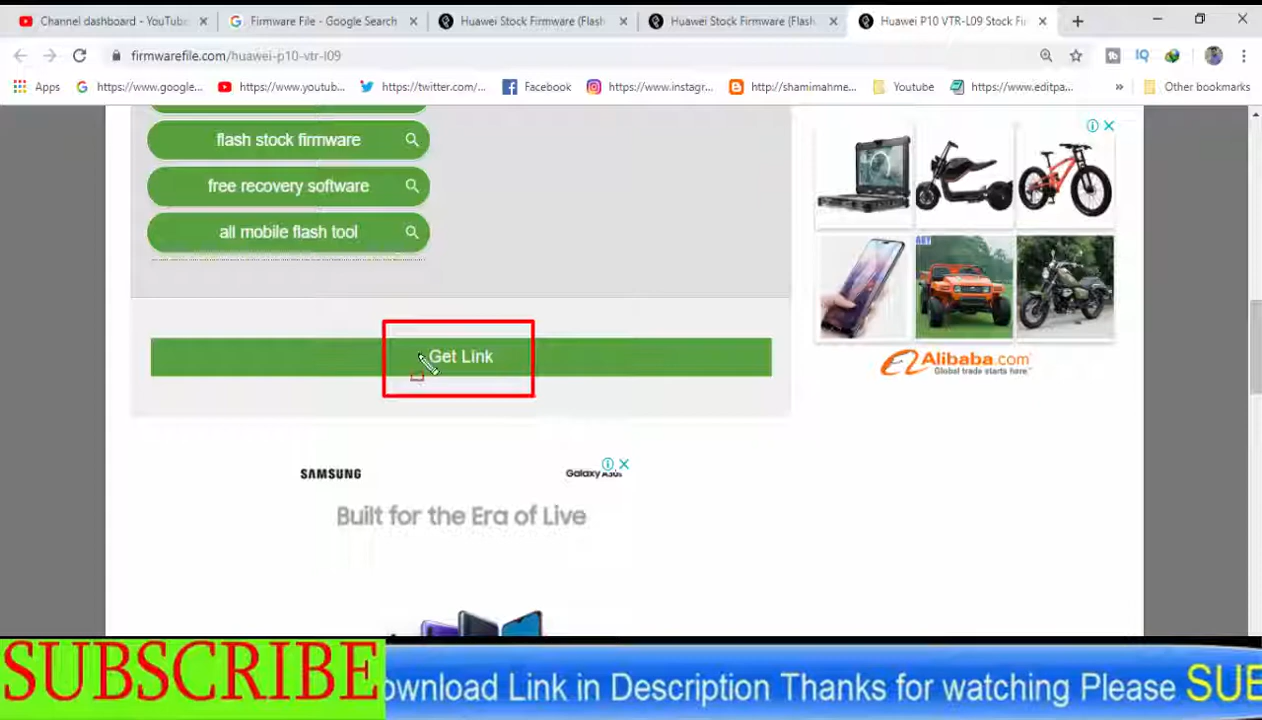 Channel dashboard - YouTube
Firmware File - Google Search
Huawei Stock Firmware (Flash
Huawei Stock Firmware (Flash
Huawei P10 VTR-L09 Stock Fi
firmwarefile.com/huawei-p10-vtr-l09
IQ
Apps
https://www.google...
https://www.youtub...
https://twitter.com/...
Facebook
https://www.instagr...
http://shamimahme...
Youtube
https://www.editpa...
»
Other bookmarks
flash stock firmware
free recovery software
all mobile flash tool
Get Link
Alibaba.com
Global trade starts here.™
SAMSUNG
Galaxy
Built for the Era of Live
SUBSCRIBE
ownload Link in Description Thanks for watching Please SUB